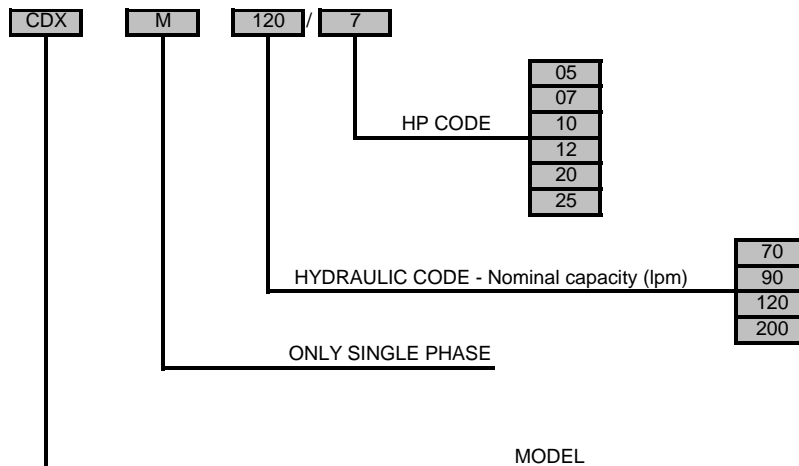 CDX M 120 / 7
05
07
HP CODE 10
12
20
25
70
HYDRAULIC CODE - Nominal capacity (lpm) 90
120
200
ONLY SINGLE PHASE
MODEL